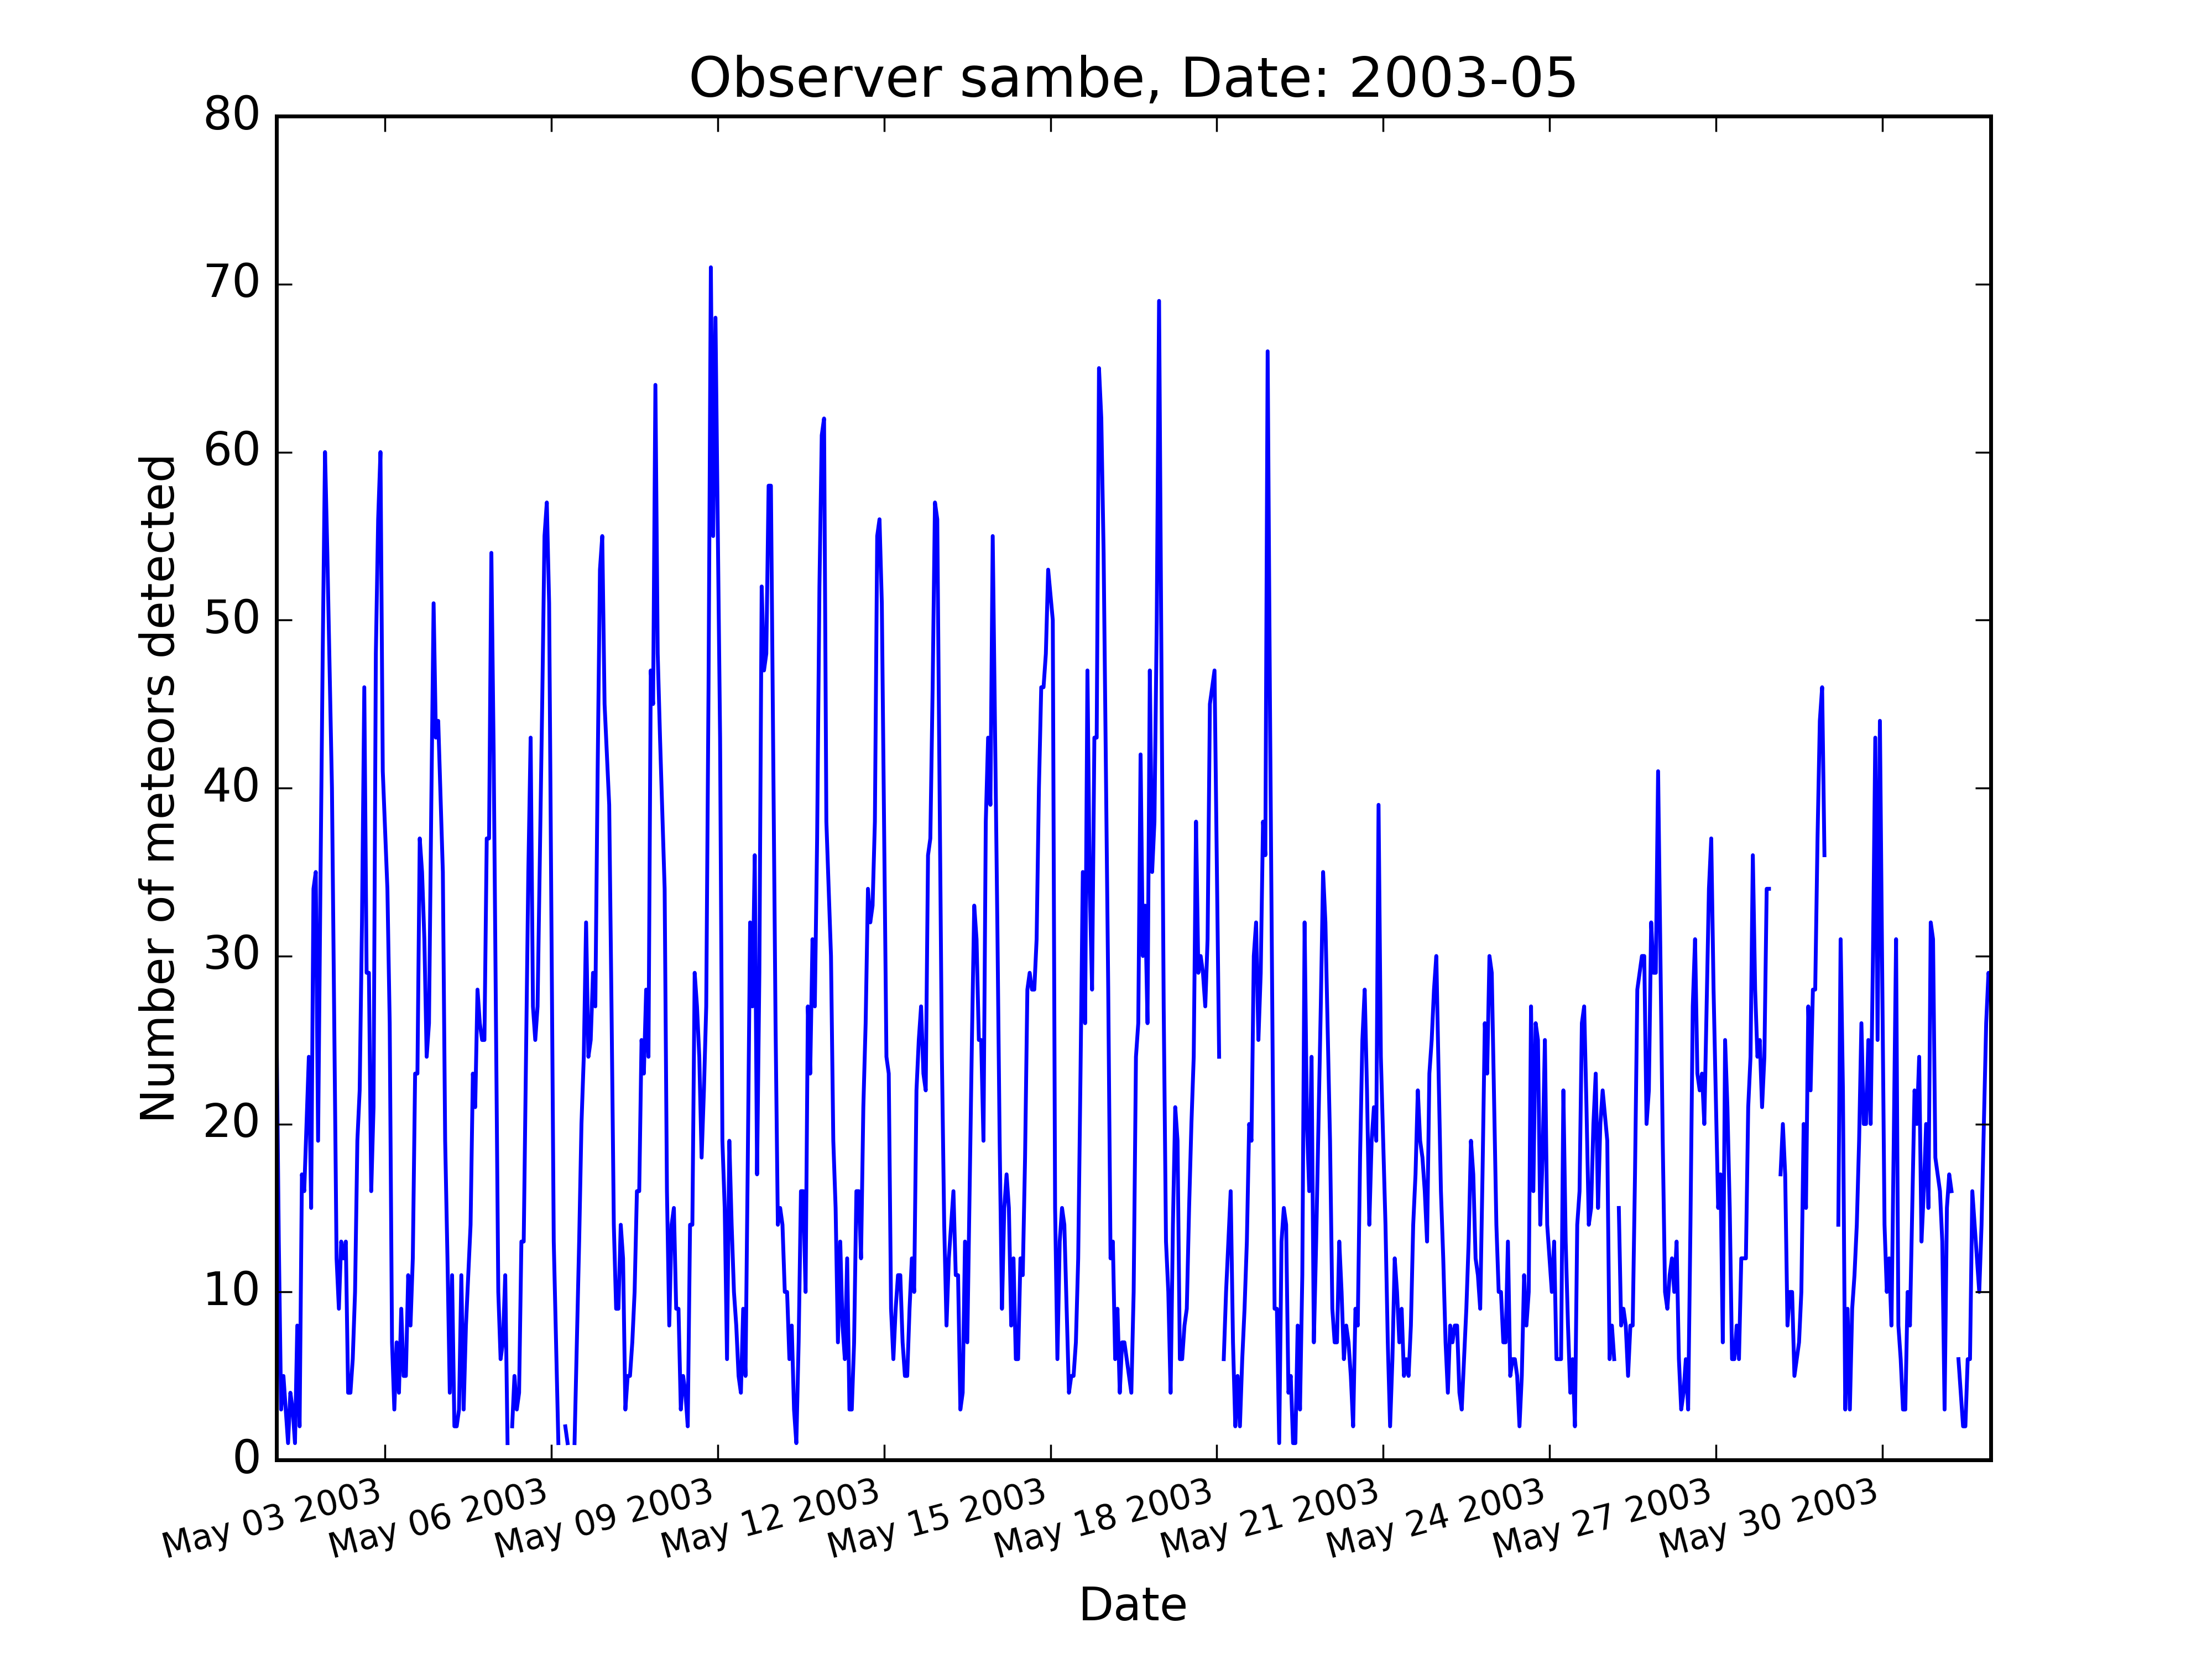 Observer sambe, Date: 2003-05
Number of meteors detected
80
70
60
50
40
30
20
10
0
May 03 2003
May 06 2003
May 09 2003
May 12 2003
May 15 2003
May 18 2003
May 21 2003
May 24 2003
May 27 2003
May 30 2003
Date